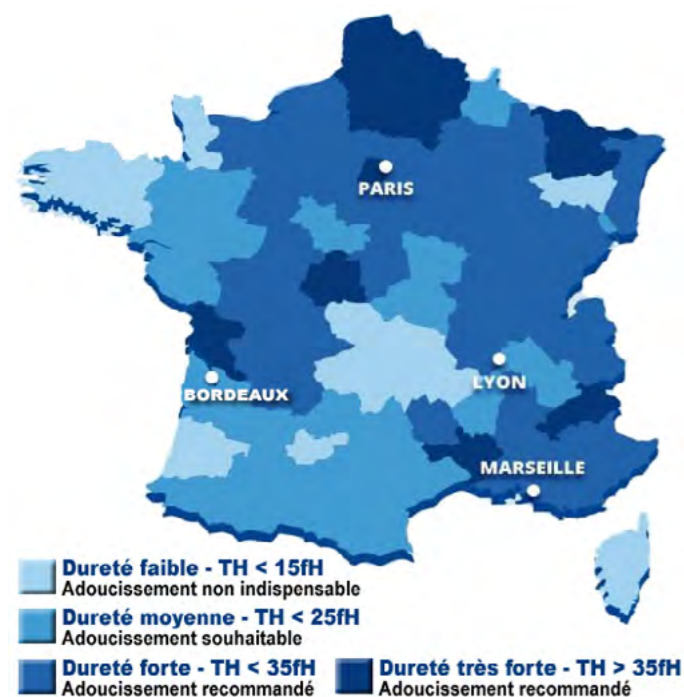 PARIS
LYON
BORDEAUX
MARSEILLE
Dureté faible - TH < 15fH
Adoucissement non indispensable
Dureté moyenne - TH < 25fH
Adoucissement souhaitable
Dureté forte - TH < 35fH
Adoucissement recommandé
Dureté très forte - TH > 35fH
Adoucissement recommandé